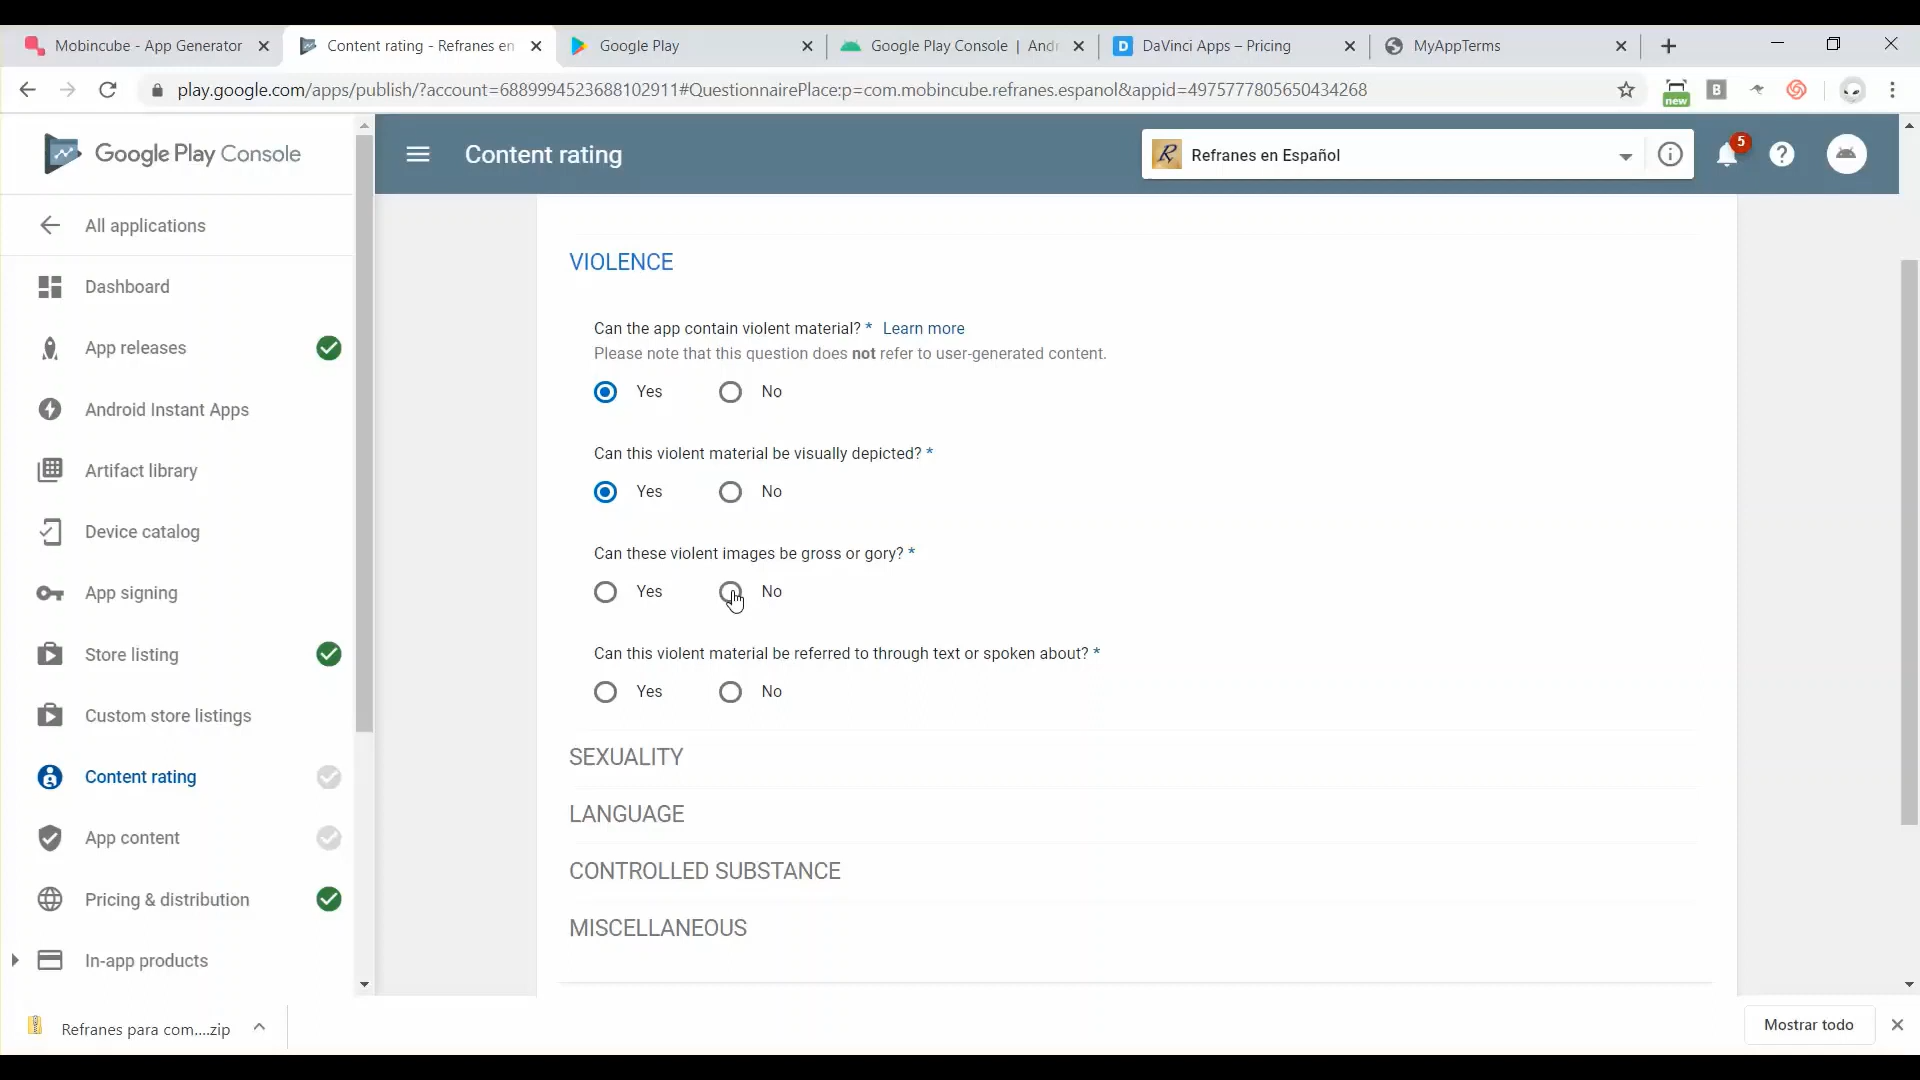 Mobincube - App Generator
Content rating - Refranes en
Google Play
Google Play Console | Andr
DaVinci Apps – Pricing
MyAppTerms
play.google.com/apps/publish/?account=6889994523688102911#QuestionnairePlace:p=com.mobincube.refranes.espanol&appid=4975777805650434268
new
B
Google Play Console
Content rating
Refranes en Español
5
All applications
Dashboard
App releases
Android Instant Apps
Artifact library
Device catalog
App signing
Store listing
Custom store listings
Content rating
App content
Pricing & distribution
In-app products
VIOLENCE
Can the app contain violent material? * Learn more
Please note that this question does not refer to user-generated content.
Yes No
Can this violent material be visually depicted? *
Yes No
Can these violent images be gross or gory? *
Yes No
Can this violent material be referred to through text or spoken about? *
Yes No
SEXUALITY
LANGUAGE
CONTROLLED SUBSTANCE
MISCELLANEOUS
Refranes para com....zip
Mostrar todo